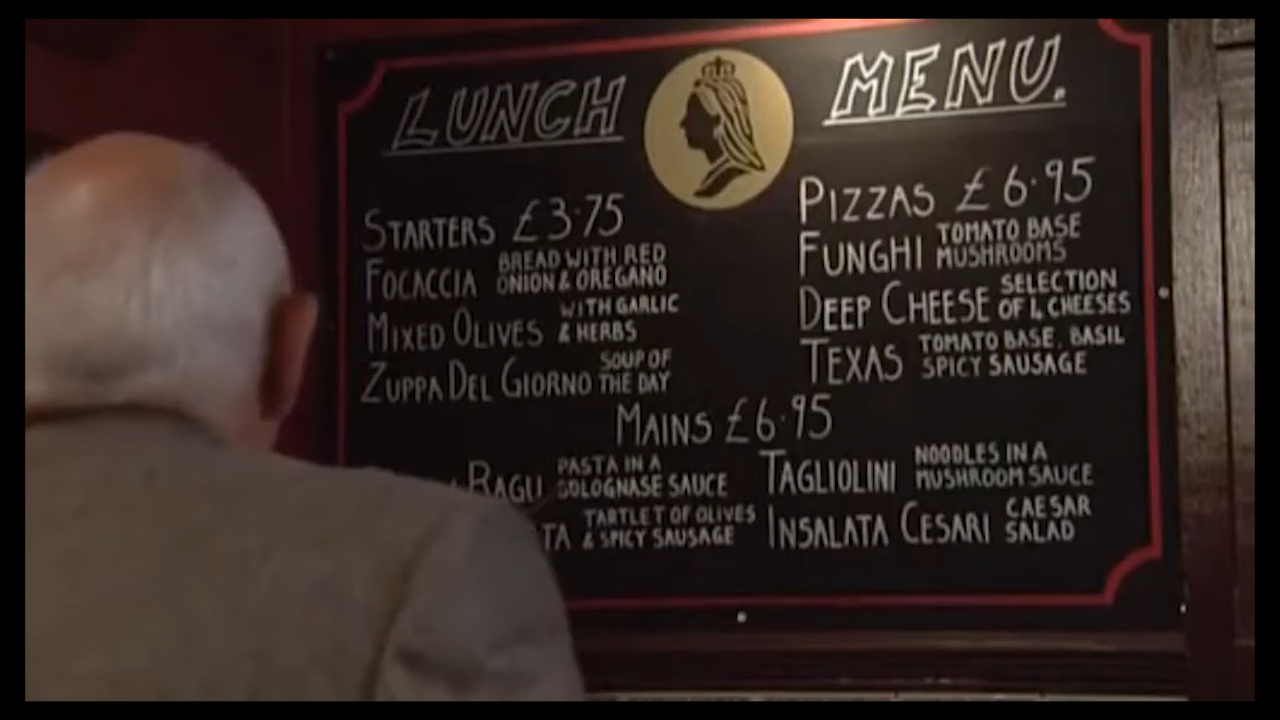 LUNCH MENU.
STARTERS £3·75
FOCACCIA BREAD WITH RED
ONION & OREGANO
MIXED OLIVES WITH GARLIC
& HERBS
ZUPPA DEL GIORNO SOUP OF
THE DAY
PIZZAS £6·95
FUNGHI TOMATO BASE
MUSHROOMS
DEEP CHEESE SELECTION
OF 4 CHEESES
TEXAS TOMATO BASE, BASIL
SPICY SAUSAGE
MAINS £6·95
RAGU PASTA IN A
BOLOGNASE SAUCE
TARTLET OF OLIVES
& SPICY SAUSAGE
TAGLIOLINI NOODLES IN A
MUSHROOM SAUCE
INSALATA CESARI CAESAR
SALAD